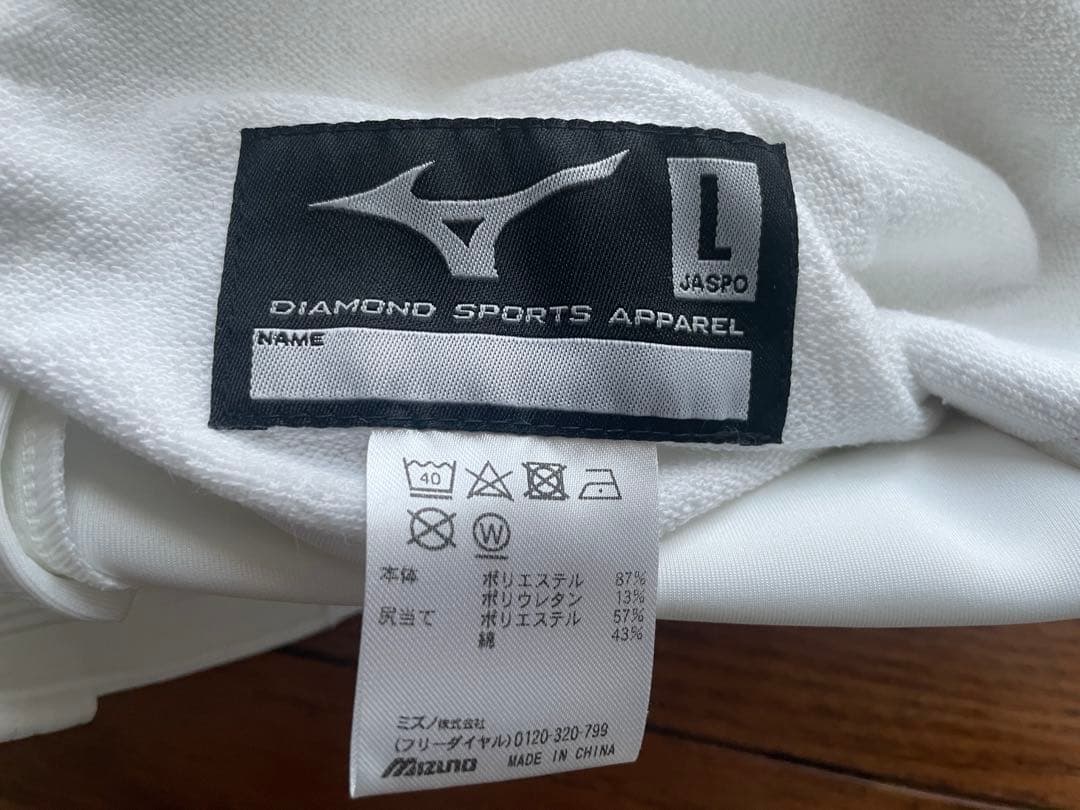 L
JASPO
DIAMOND SPORTS APPAREL
NAME
40
W
本体 ポリエステル 87%
ポリウレタン 13%
尻当て ポリエステル 57%
綿 43%
ミズノ株式会社
(フリーダイヤル)0120-320-799
MIZUNO MADE IN CHINA